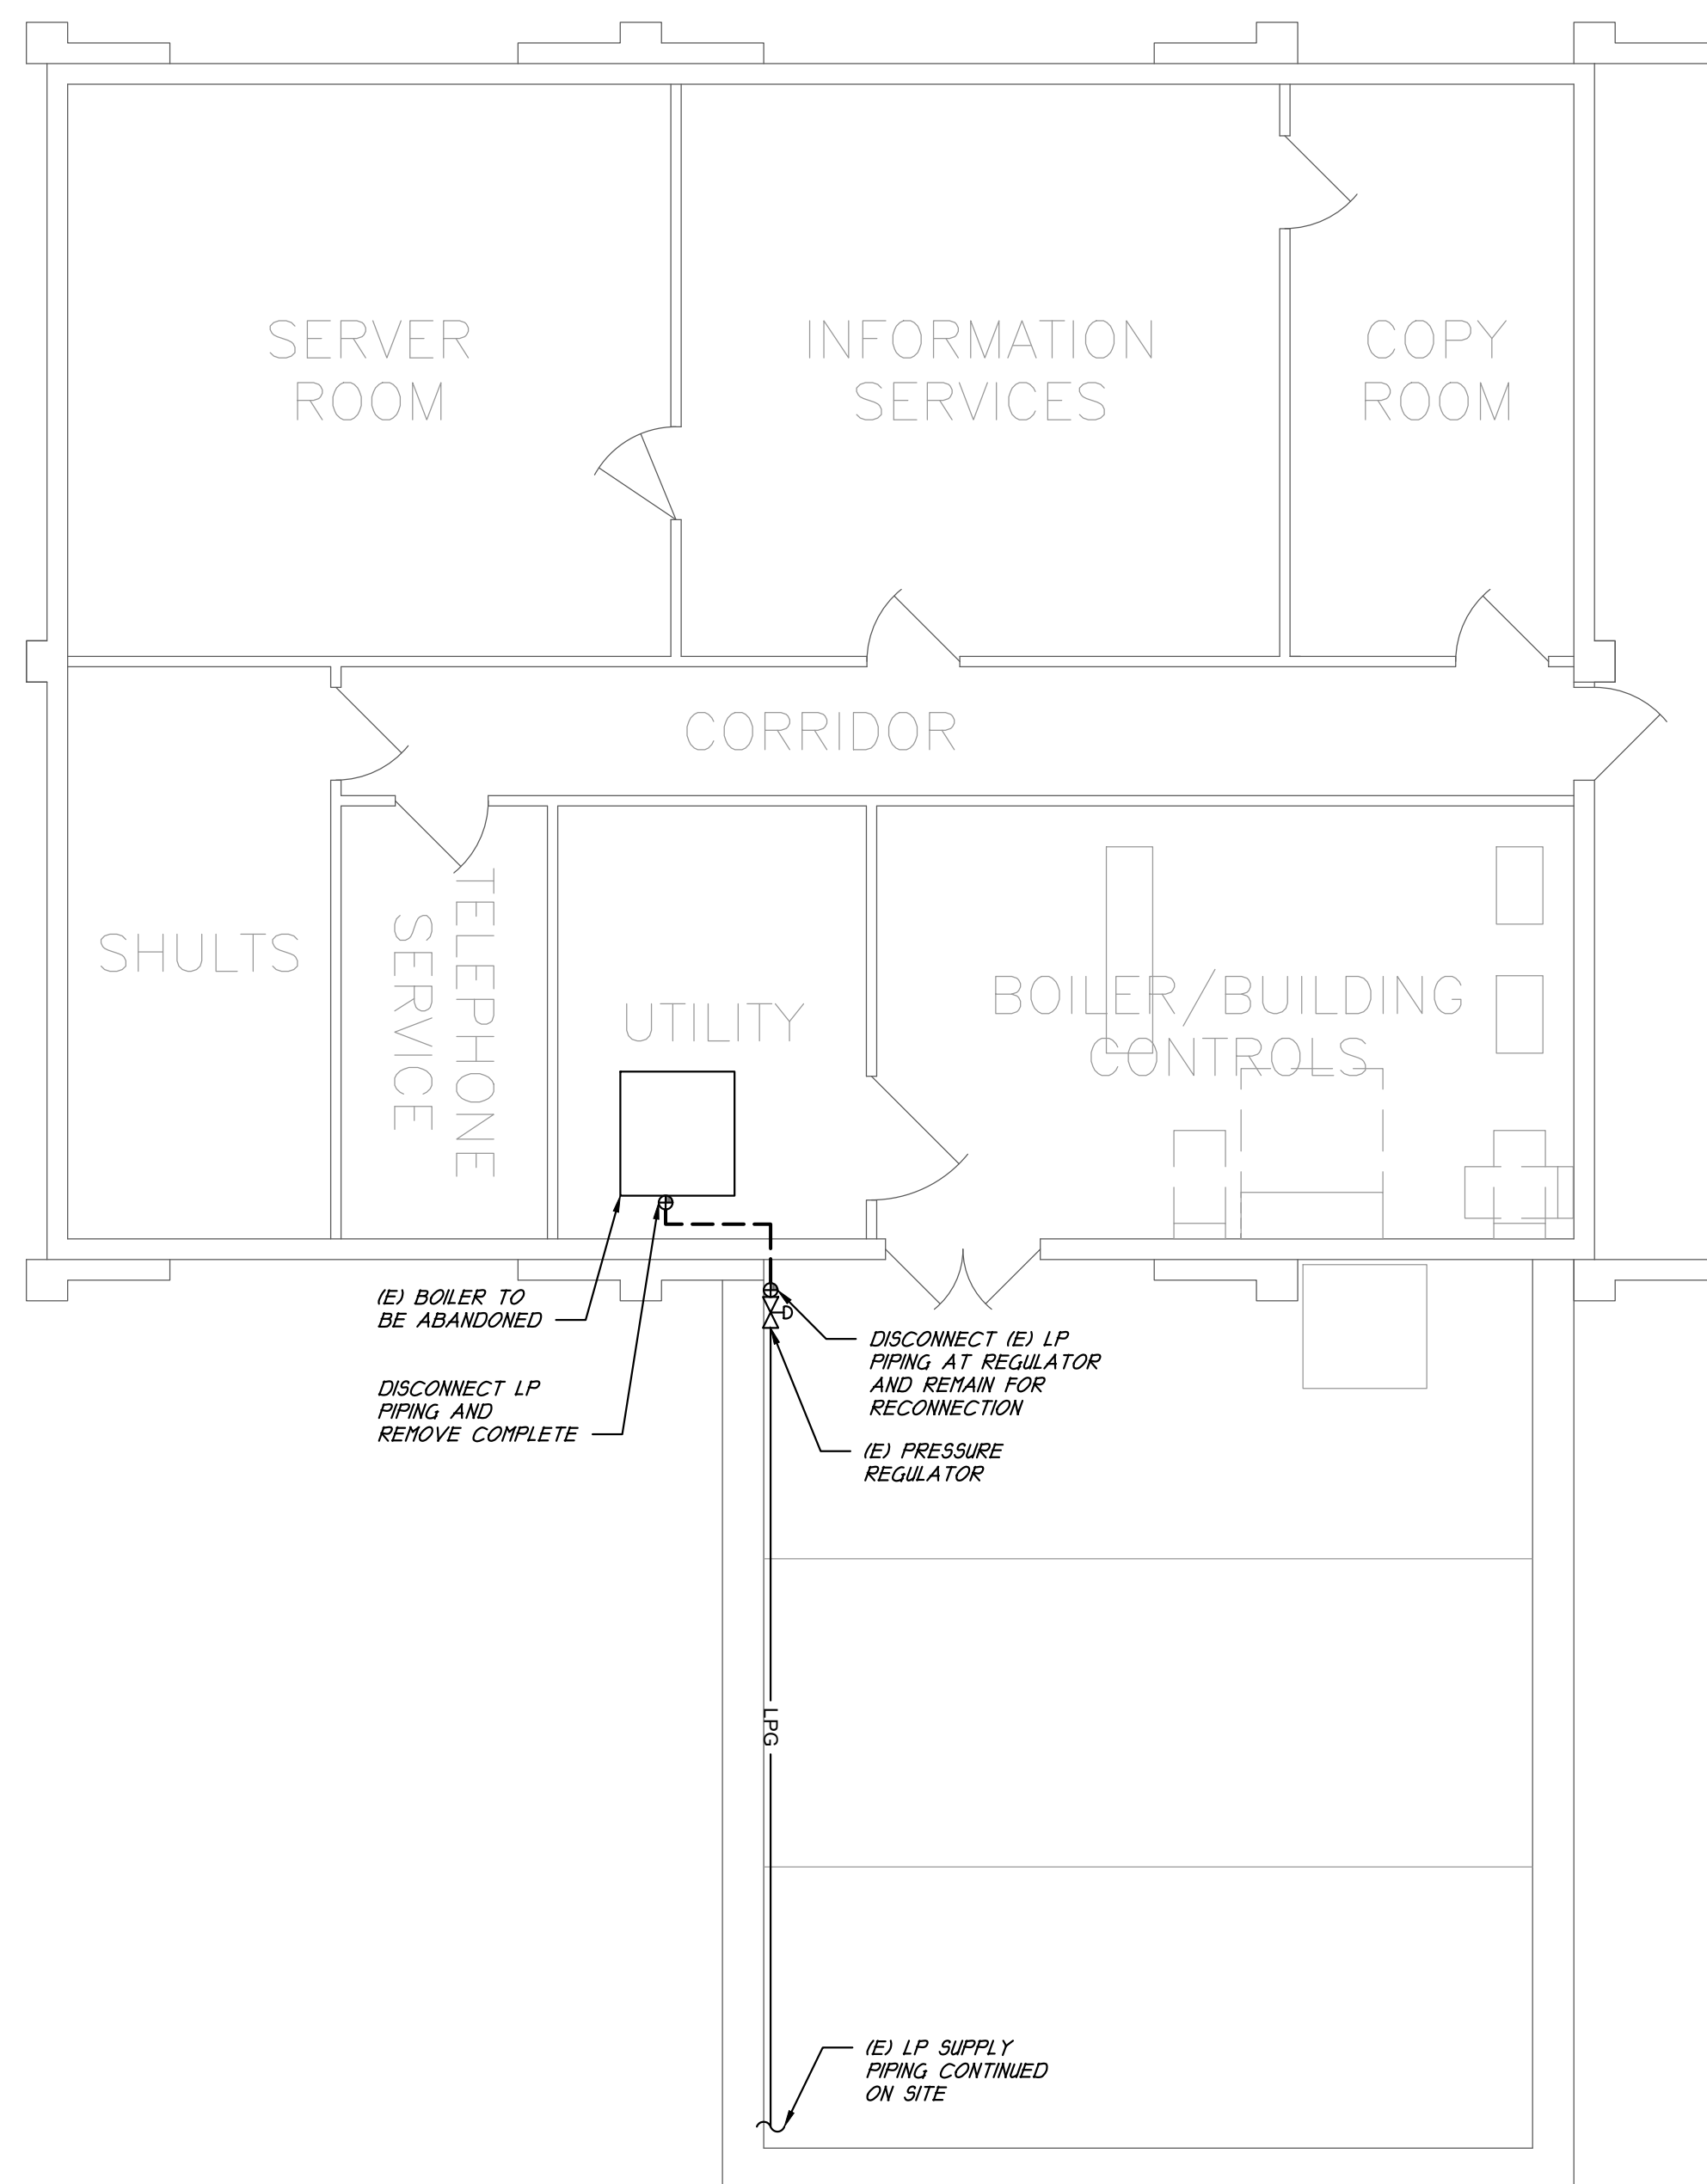 SERVER
ROOM
INFORMATION
SERVICES
COPY
ROOM
CORRIDOR
SHULTS
TELEPHONE
SERVICE
UTILITY
BOILER/BUILDING
CONTROLS
(E) BOILER TO
BE ABANDONED
DISCONNECT LP
PIPING AND
REMOVE COMPLETE
DISCONNECT (E) LP
PIPING AT REGULATOR
AND REMAIN FOR
RECONNECTION
(E) PRESSURE
REGULATOR
LPG
(E) LP SUPPLY
PIPING CONTINUED
ON SITE